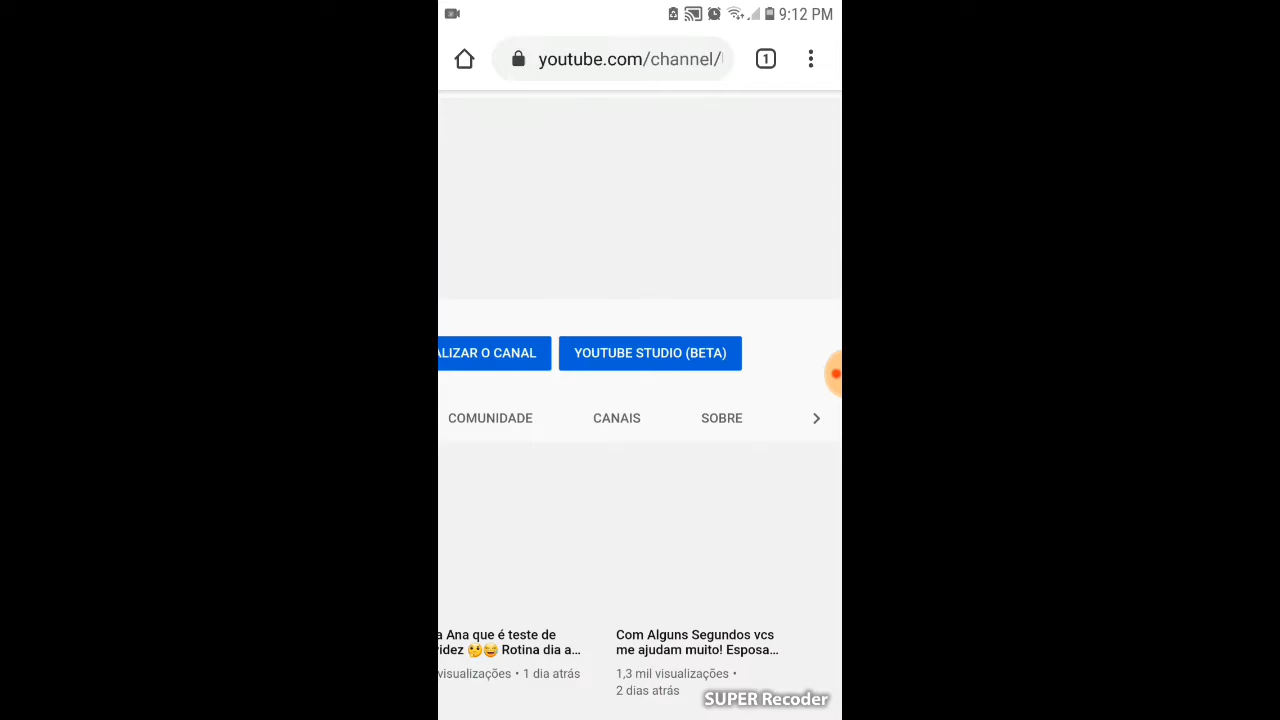 9:12 PM
youtube.com/channel/
1
ALIZAR O CANAL
YOUTUBE STUDIO (BETA)
COMUNIDADE
CANAIS
SOBRE
a Ana que é teste de
videz 🤔😅 Rotina dia a...
visualizações • 1 dia atrás
Com Alguns Segundos vcs
me ajudam muito! Esposa...
1,3 mil visualizações •
2 dias atrás
SUPER Recoder